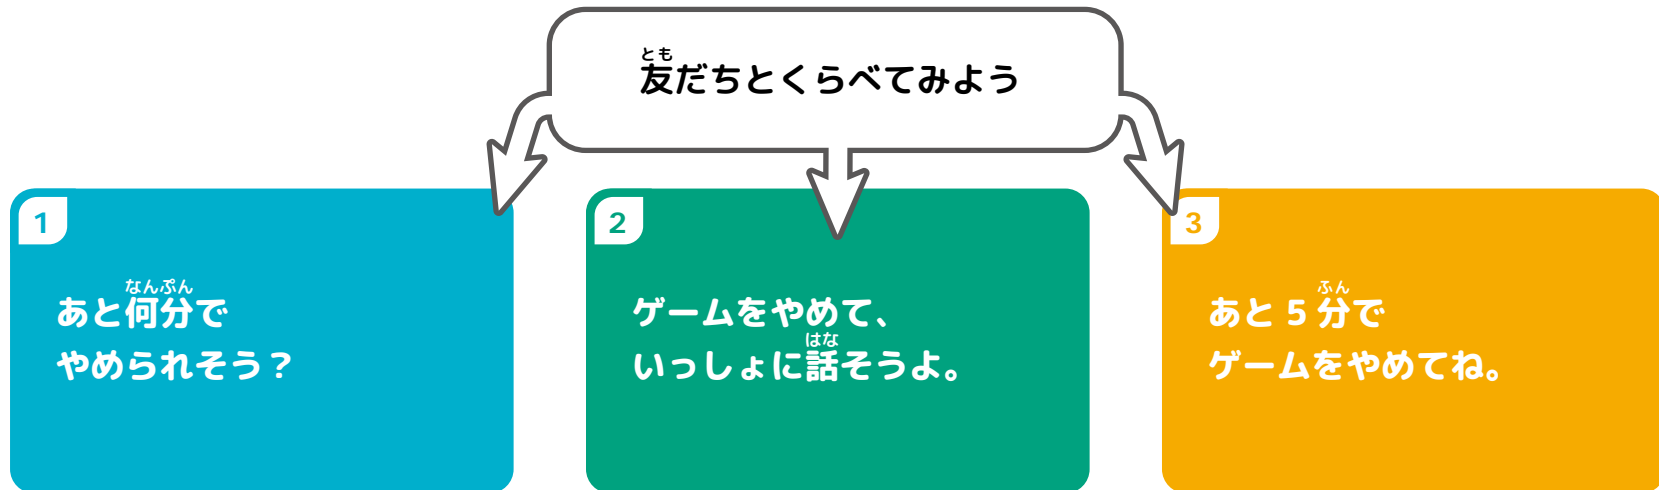 とも
友だちとくらべてみよう
1
なんぷん
あと何分で
やめられそう？
2
ゲームをやめて、
はな
いっしょに話そうよ。
3
ふん
あと5分で
ゲームをやめてね。